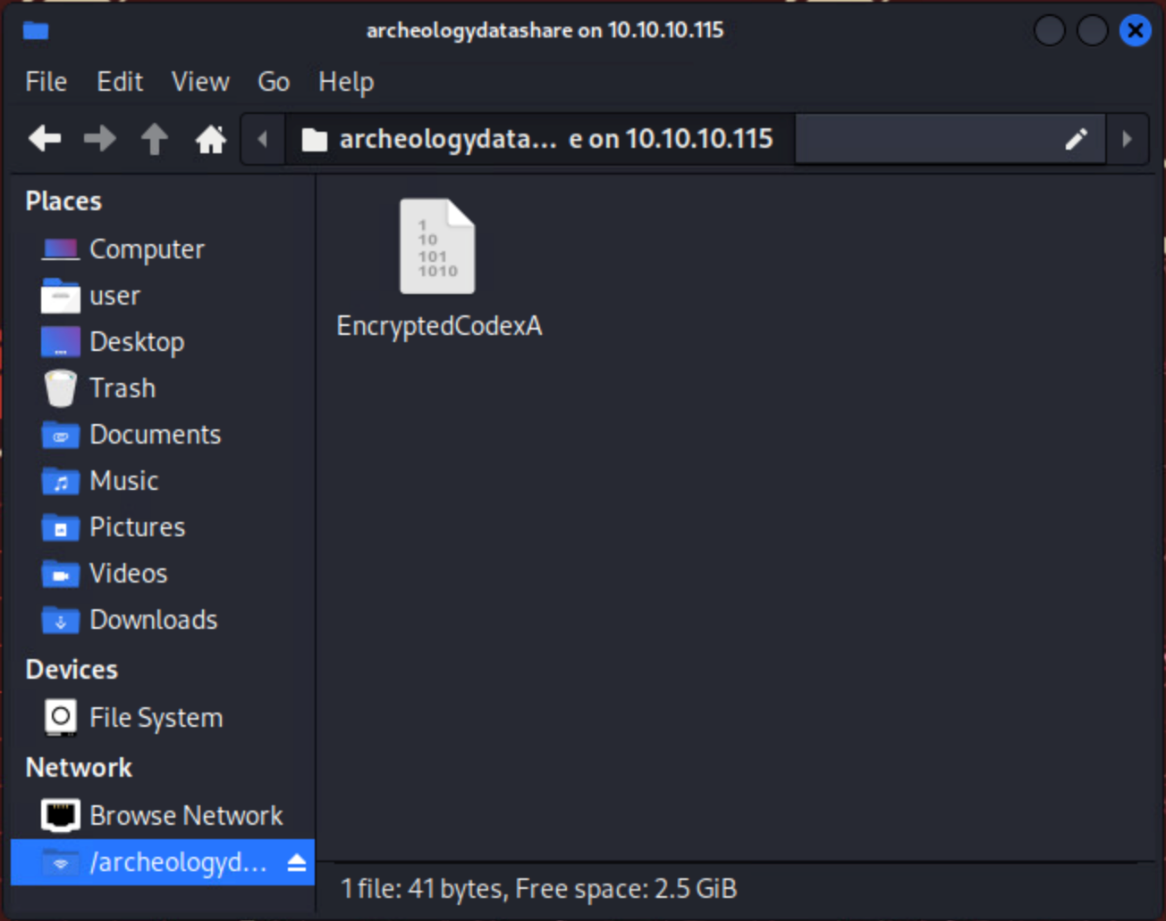 archeologydatashare on 10.10.10.115
File Edit View Go Help
archeologydata... e on 10.10.10.115
Places
Computer
user
Desktop
Trash
Documents
Music
Pictures
Videos
Downloads
Devices
File System
Network
Browse Network
/archeologyd...
1
10
101
1010
EncryptedCodexA
1 file: 41 bytes, Free space: 2.5 GiB